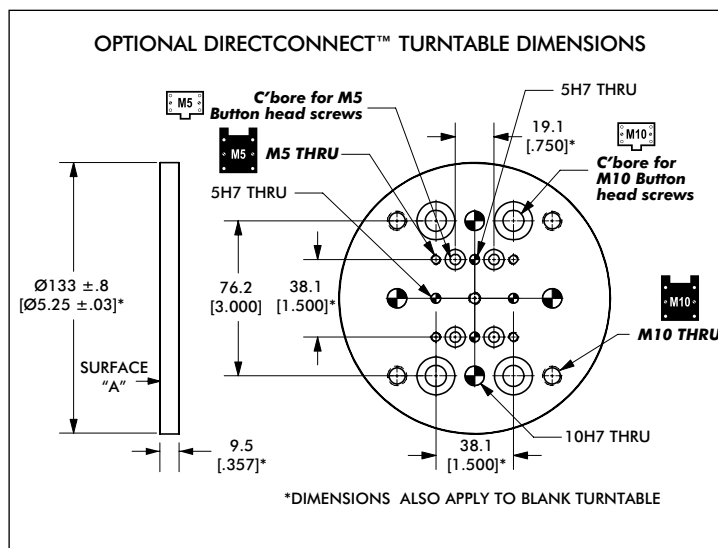 OPTIONAL DIRECTCONNECT™ TURNTABLE DIMENSIONS
M5
C'bore for M5
Button head screws
5H7 THRU
M5
M5 THRU
19.1
[.750]*
M10
C'bore for
M10 Button
head screws
5H7 THRU
Ø133 ±.8
[Ø5.25 ±.03]*
76.2
[3.000]
38.1
[1.500]*
M10
M10 THRU
SURFACE
"A"
10H7 THRU
9.5
[.357]*
38.1
[1.500]*
*DIMENSIONS ALSO APPLY TO BLANK TURNTABLE